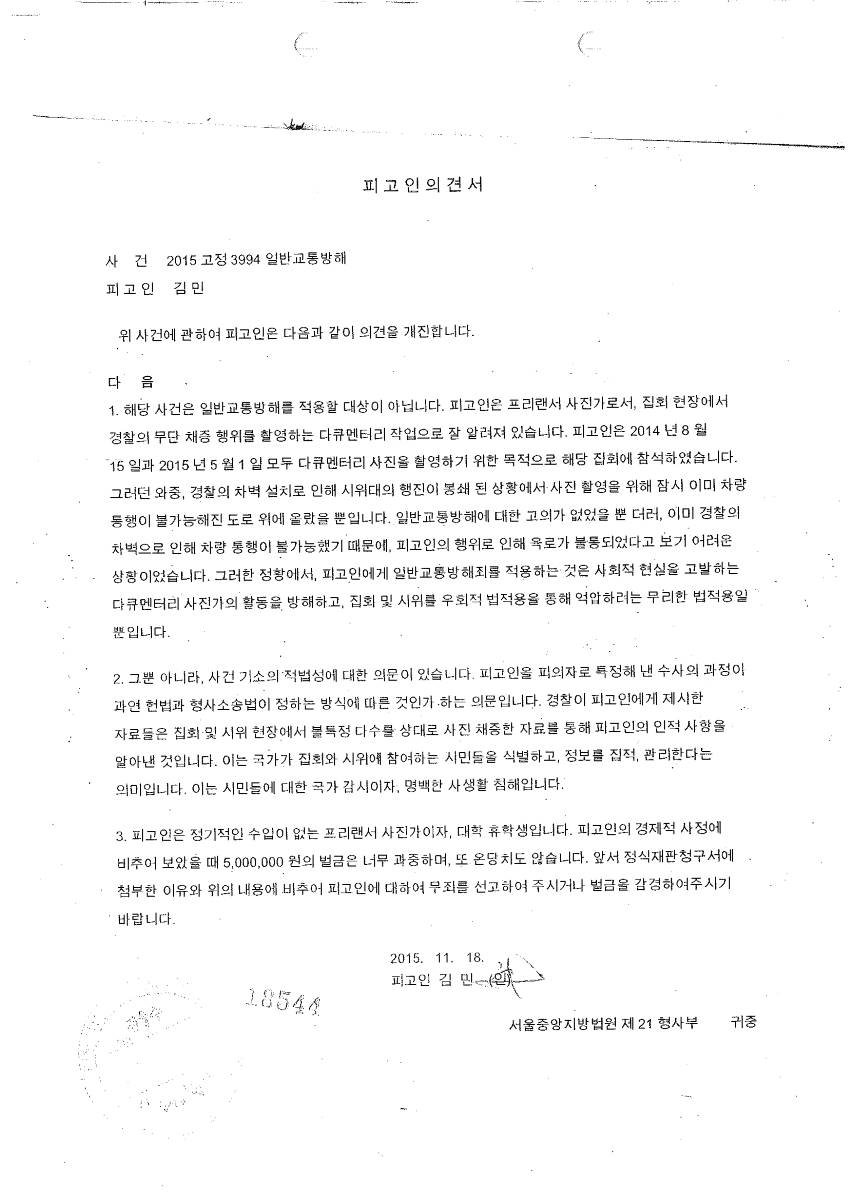 피 고 인 의 견 서
사 건 2015 고정 3994 일반교통방해
피 고 인 김 민
위 사건에 관하여 피고인은 다음과 같이 의견을 개진합니다.
다 음
1. 해당 사건은 일반교통방해를 적용할 대상이 아닙니다. 피고인은 프리랜서 사진가로서, 집회 현장에서
경찰의 무단 채증 행위를 촬영하는 다큐멘터리 작업으로 잘 알려져 있습니다. 피고인은 2014 년 8 월
15 일과 2015 년 5 월 1 일 모두 다큐멘터리 사진을 촬영하기 위한 목적으로 해당 집회에 참석하였습니다.
그러던 와중, 경찰의 차벽 설치로 인해 시위대의 행진이 봉쇄 된 상황에서 사진 촬영을 위해 잠시 이미 차량
통행이 불가능해진 도로 위에 올랐을 뿐입니다. 일반교통방해에 대한 고의가 없었을 뿐 더러, 이미 경찰의
차벽으로 인해 차량 통행이 불가능했기 때문에, 피고인의 행위로 인해 육로가 불통되었다고 보기 어려운
상황이었습니다. 그러한 정황에서, 피고인에게 일반교통방해죄를 적용하는 것은 사회적 현실을 고발하는
다큐멘터리 사진가의 활동을 방해하고, 집회 및 시위를 우회적 법적용을 통해 억압하려는 무리한 법적용일
뿐입니다.
2. 그뿐 아니라, 사건 기소의 적법성에 대한 의문이 있습니다. 피고인을 피의자로 특정해 낸 수사의 과정이
과연 헌법과 형사소송법이 정하는 방식에 따른 것인가 하는 의문입니다. 경찰이 피고인에게 제시한
자료들은 집회 및 시위 현장에서 불특정 다수를 상대로 사진 채증한 자료를 통해 피고인의 인적 사항을
알아낸 것입니다. 이는 국가가 집회와 시위에 참여하는 시민들을 식별하고, 정보를 집적, 관리한다는
의미입니다. 이는 시민들에 대한 국가 감시이자, 명백한 사생활 침해입니다.
3. 피고인은 정기적인 수입이 없는 프리랜서 사진가이자, 대학 휴학생입니다. 피고인의 경제적 사정에
비추어 보았을 때 5,000,000 원의 벌금은 너무 과중하며, 또 온당치도 않습니다. 앞서 정식재판청구서에
첨부한 이유와 위의 내용에 비추어 피고인에 대하여 무죄를 선고하여 주시거나 벌금을 감경하여주시기
바랍니다.
2015. 11. 18.
피고인 김 민 (인)
18544
서울중앙지방법원 제 21 형사부 귀중